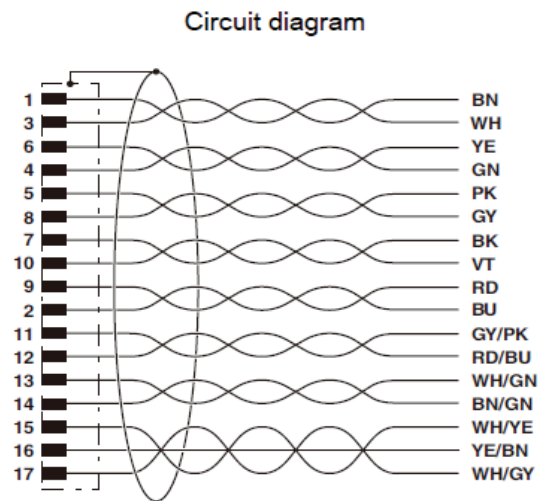 Circuit diagram
1 BN
3 WH
6 YE
4 GN
5 PK
8 GY
7 BK
10 VT
9 RD
2 BU
11 GY/PK
12 RD/BU
13 WH/GN
14 BN/GN
15 WH/YE
16 YE/BN
17 WH/GY